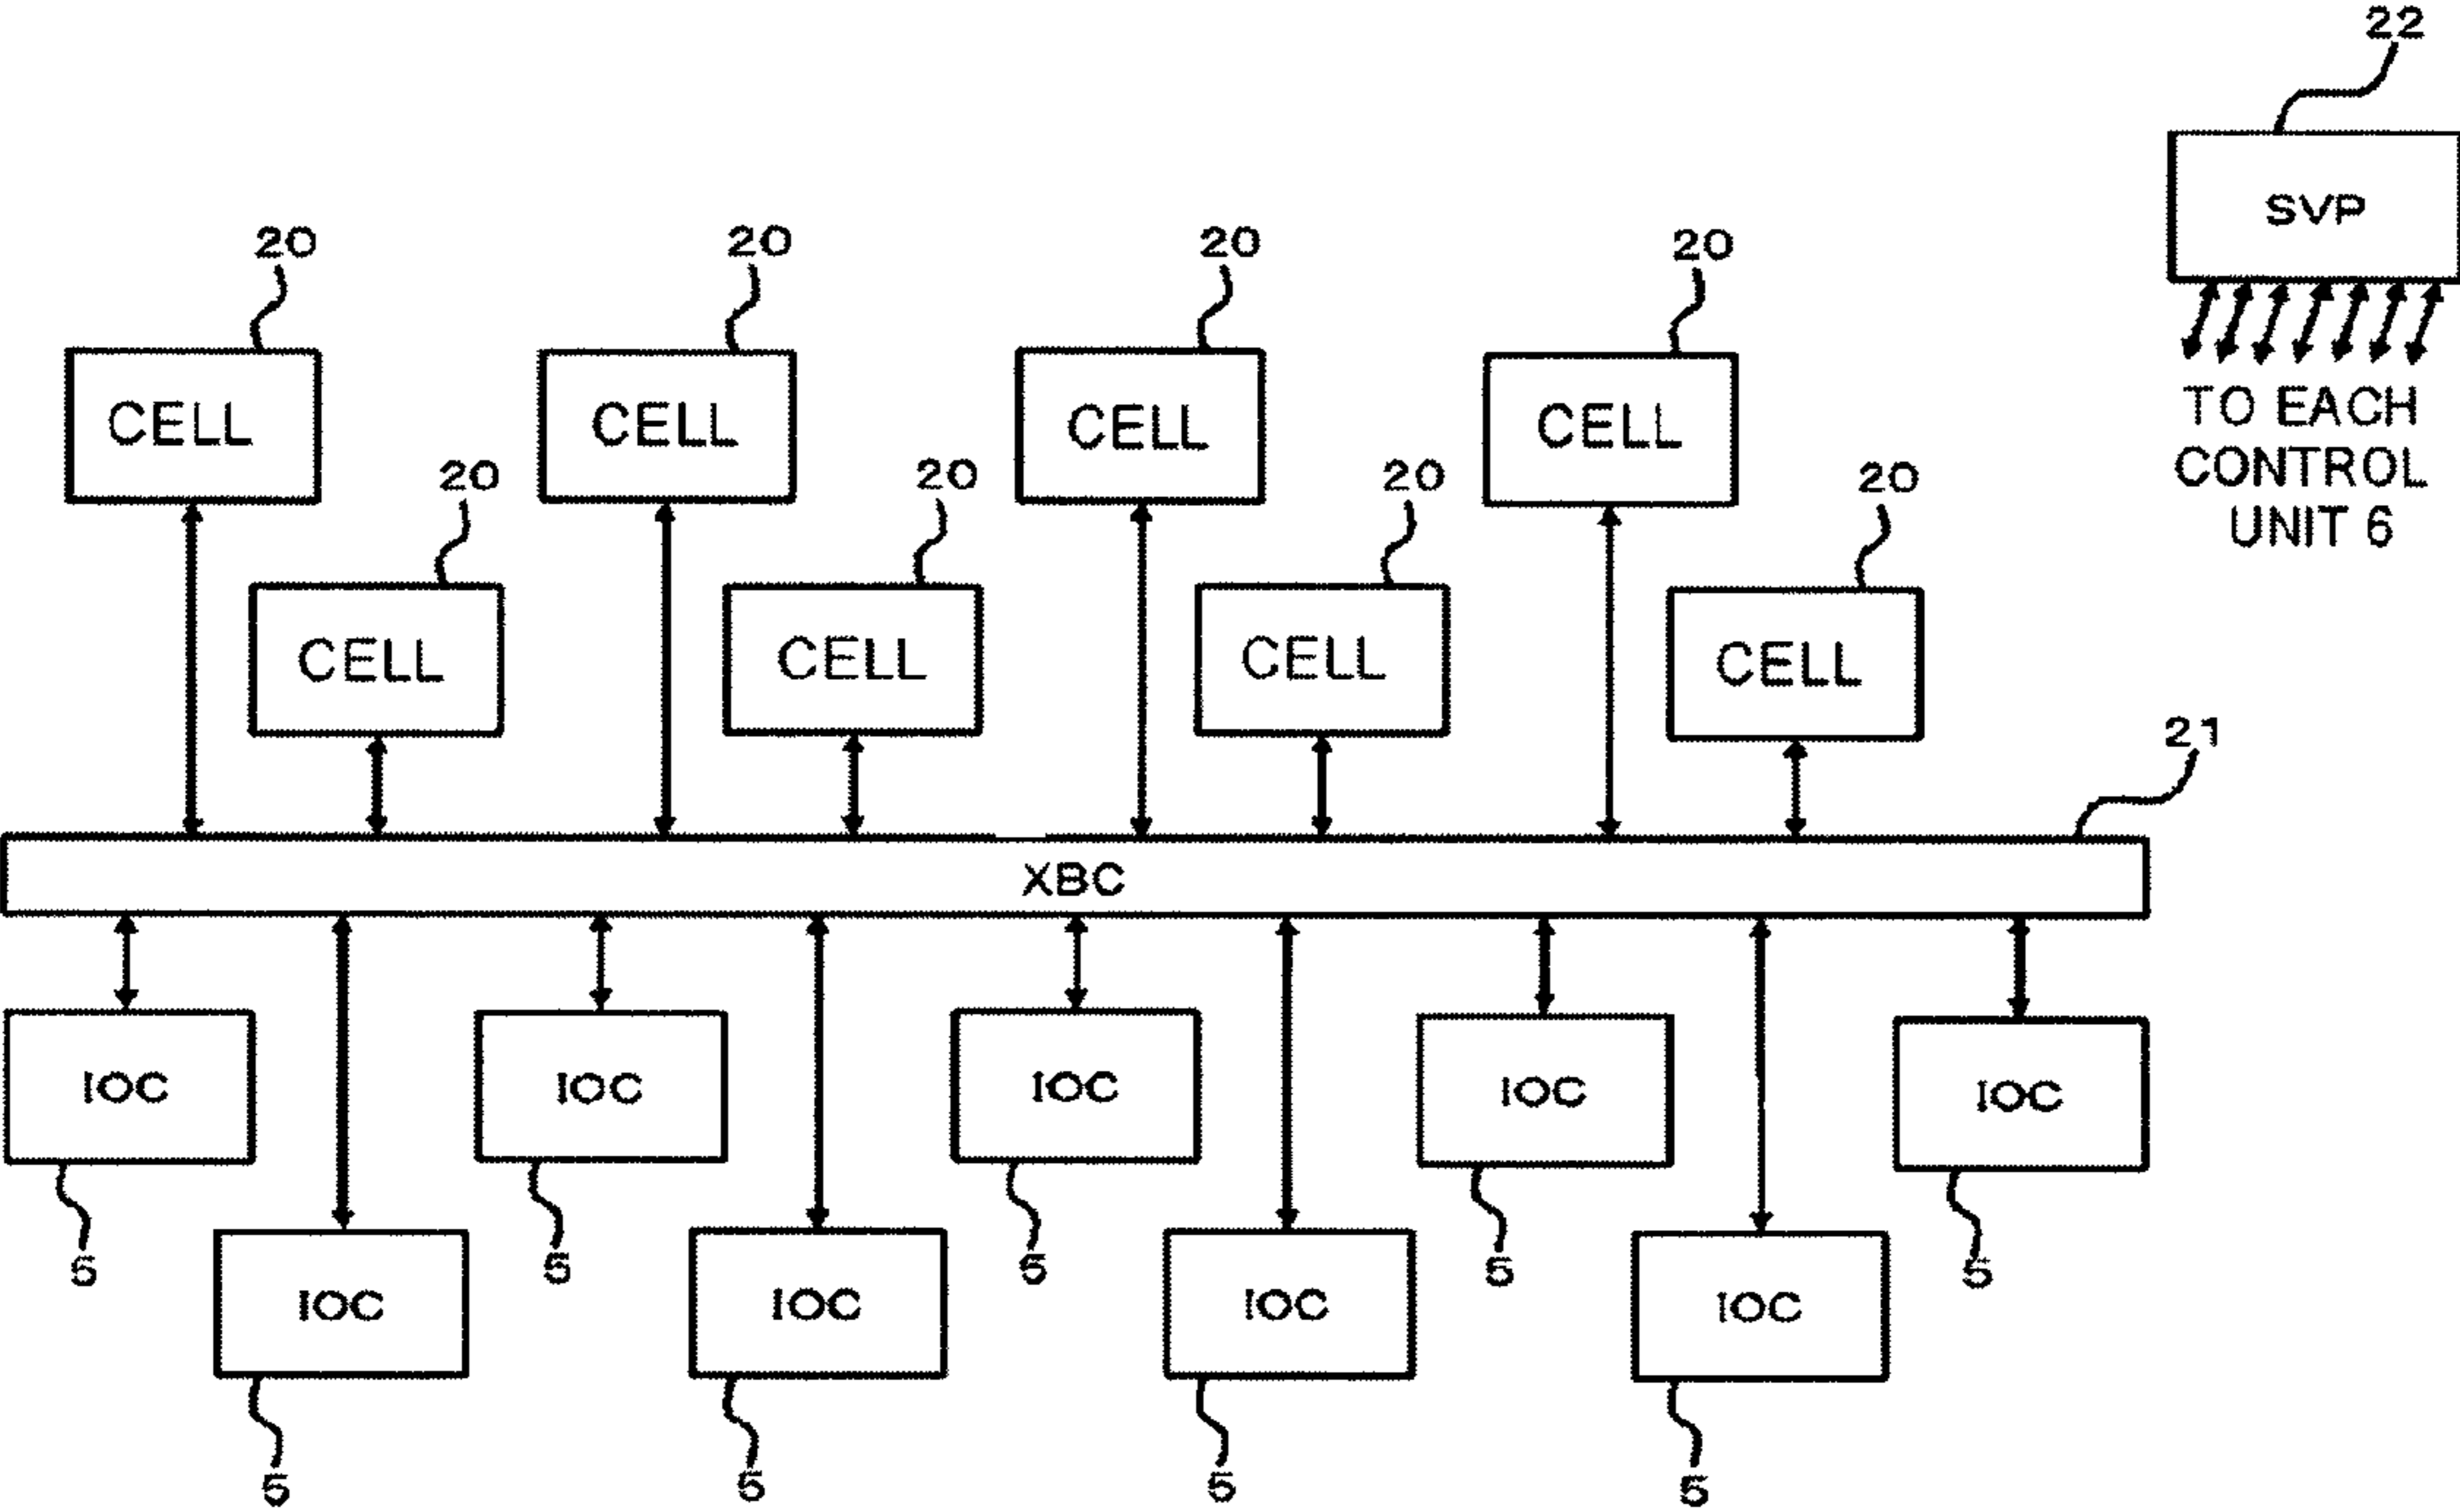 22
SVP
TO EACH
CONTROL
UNIT 6
20 20 20 20
CELL CELL CELL CELL
20 20 20 20
CELL CELL CELL CELL
21
XBC
IOC IOC IOC IOC IOC
5 5 5 5 5
IOC IOC IOC IOC
5 5 5 5